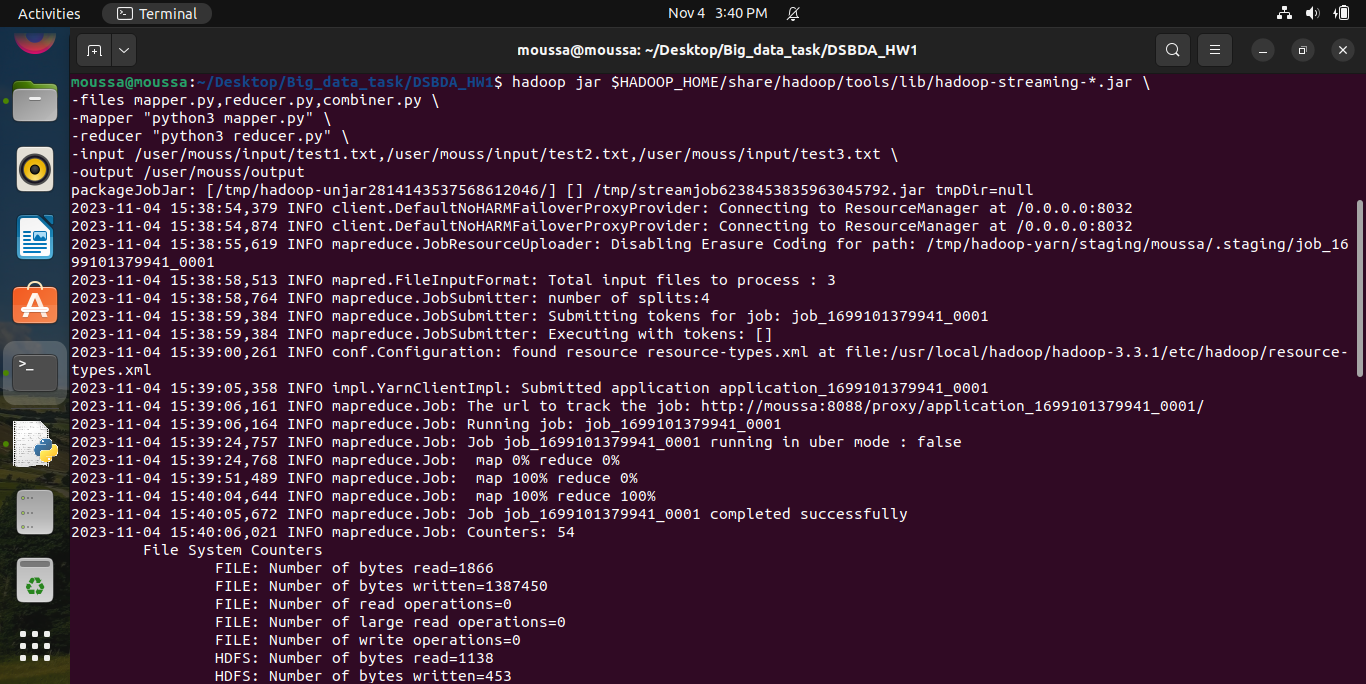 Activities
Terminal
Nov 4 3:40 PM
moussa@moussa: ~/Desktop/Big_data_task/DSBDA_HW1
moussa@moussa:~/Desktop/Big_data_task/DSBDA_HW1$ hadoop jar $HADOOP_HOME/share/hadoop/tools/lib/hadoop-streaming-*.jar \
-files mapper.py,reducer.py,combiner.py \
-mapper "python3 mapper.py" \
-reducer "python3 reducer.py" \
-input /user/mouss/input/test1.txt,/user/mouss/input/test2.txt,/user/mouss/input/test3.txt \
-output /user/mouss/output
packageJobJar: [/tmp/hadoop-unjar2814143537568612046/] [] /tmp/streamjob6238453835963045792.jar tmpDir=null
2023-11-04 15:38:54,379 INFO client.DefaultNoHARMFailoverProxyProvider: Connecting to ResourceManager at /0.0.0.0:8032
2023-11-04 15:38:54,874 INFO client.DefaultNoHARMFailoverProxyProvider: Connecting to ResourceManager at /0.0.0.0:8032
2023-11-04 15:38:55,619 INFO mapreduce.JobResourceUploader: Disabling Erasure Coding for path: /tmp/hadoop-yarn/staging/moussa/.staging/job_16
99101379941_0001
2023-11-04 15:38:58,513 INFO mapred.FileInputFormat: Total input files to process : 3
2023-11-04 15:38:58,764 INFO mapreduce.JobSubmitter: number of splits:4
2023-11-04 15:38:59,384 INFO mapreduce.JobSubmitter: Submitting tokens for job: job_1699101379941_0001
2023-11-04 15:38:59,384 INFO mapreduce.JobSubmitter: Executing with tokens: []
2023-11-04 15:39:00,261 INFO conf.Configuration: found resource resource-types.xml at file:/usr/local/hadoop/hadoop-3.3.1/etc/hadoop/resource-
types.xml
2023-11-04 15:39:05,358 INFO impl.YarnClientImpl: Submitted application application_1699101379941_0001
2023-11-04 15:39:06,161 INFO mapreduce.Job: The url to track the job: http://moussa:8088/proxy/application_1699101379941_0001/
2023-11-04 15:39:06,164 INFO mapreduce.Job: Running job: job_1699101379941_0001
2023-11-04 15:39:24,757 INFO mapreduce.Job: Job job_1699101379941_0001 running in uber mode : false
2023-11-04 15:39:24,768 INFO mapreduce.Job:  map 0% reduce 0%
2023-11-04 15:39:51,489 INFO mapreduce.Job:  map 100% reduce 0%
2023-11-04 15:40:04,644 INFO mapreduce.Job:  map 100% reduce 100%
2023-11-04 15:40:05,672 INFO mapreduce.Job: Job job_1699101379941_0001 completed successfully
2023-11-04 15:40:06,021 INFO mapreduce.Job: Counters: 54
File System Counters
FILE: Number of bytes read=1866
FILE: Number of bytes written=1387450
FILE: Number of read operations=0
FILE: Number of large read operations=0
FILE: Number of write operations=0
HDFS: Number of bytes read=1138
HDFS: Number of bytes written=453